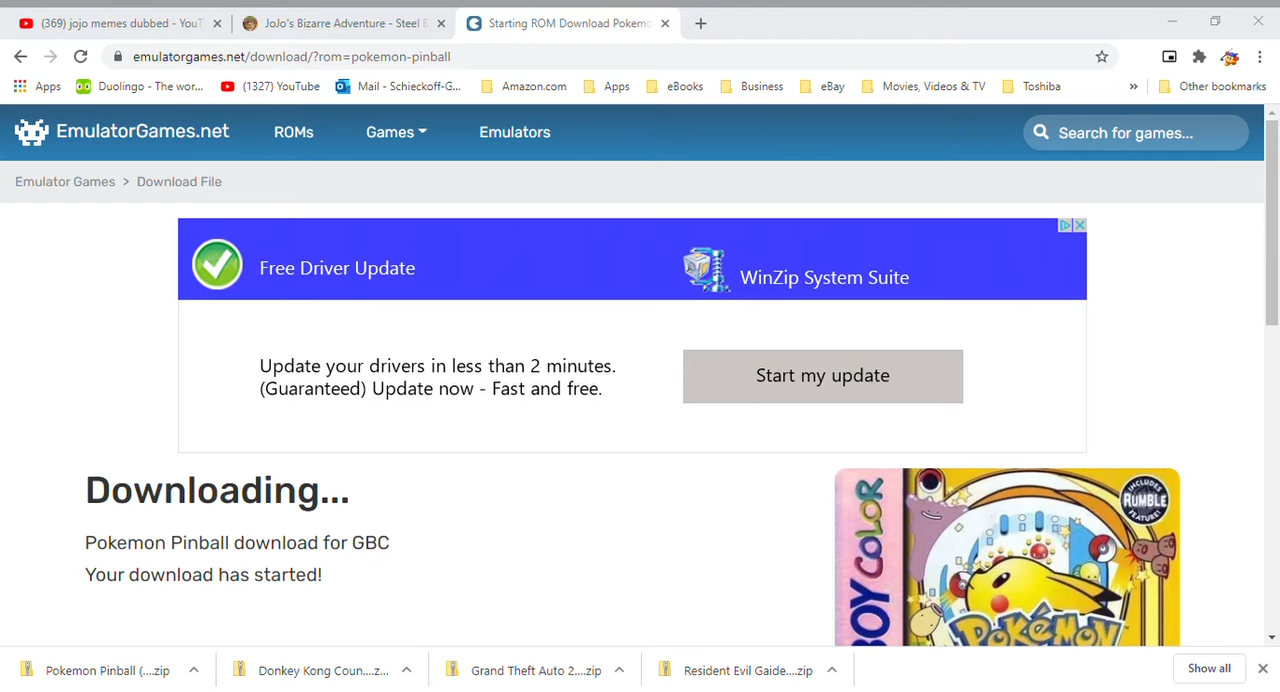 (369) jojo memes dubbed - YouT
JoJo's Bizarre Adventure - Steel B
Starting ROM Download Pokemo
emulatorgames.net/download/?rom=pokemon-pinball
Apps
Duolingo - The wor...
(1327) YouTube
Mail - Schieckoff-G...
Amazon.com
Apps
eBooks
Business
eBay
Movies, Videos & TV
Toshiba
»
Other bookmarks
EmulatorGames.net
ROMs
Games
Emulators
Search for games...
Emulator Games > Download File
Free Driver Update
WinZip System Suite
Update your drivers in less than 2 minutes.
(Guaranteed) Update now - Fast and free.
Start my update
Downloading...
Pokemon Pinball download for GBC
Your download has started!
INCLUDES
RUMBLE
FEATURE!
BOY COLOR
POKÉMON
Pokemon Pinball (....zip
Donkey Kong Coun....z...
Grand Theft Auto 2....zip
Resident Evil Gaide....zip
Show all